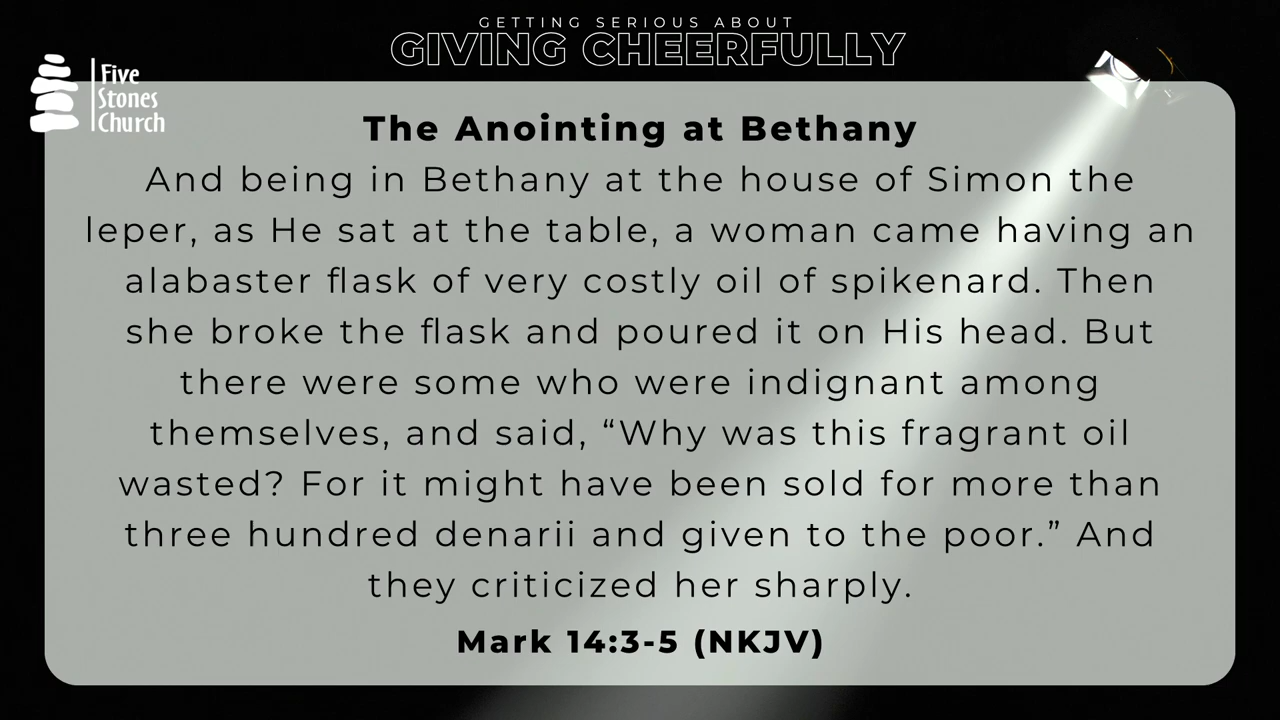 GETTING SERIOUS ABOUT
GIVING CHEERFULLY
Five
Stones
Church
The Anointing at Bethany
And being in Bethany at the house of Simon the
leper, as He sat at the table, a woman came having an
alabaster flask of very costly oil of spikenard. Then
she broke the flask and poured it on His head. But
there were some who were indignant among
themselves, and said, “Why was this fragrant oil
wasted? For it might have been sold for more than
three hundred denarii and given to the poor.” And
they criticized her sharply.
Mark 14:3-5 (NKJV)